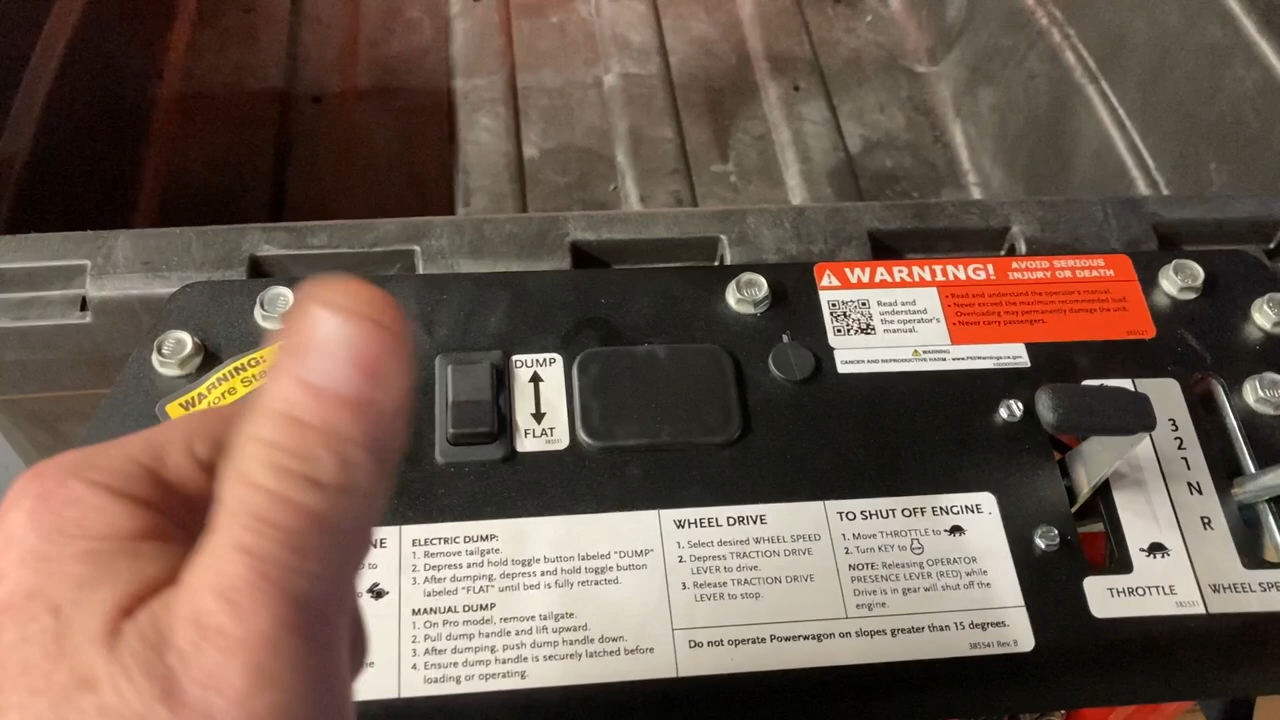 WARNING!
AVOID SERIOUS
INJURY OR DEATH
Read and
understand
the operator's
manual.
• Read and understand the operator's manual.
• Never exceed the maximum recommended load.
Overloading may permanently damage the unit.
• Never carry passengers.
385527
WARNING
CANCER AND REPRODUCTIVE HARM - www.P65Warnings.ca.gov.
WARNING:
fore Sta
DUMP
FLAT
3
2
1
N
R
THROTTLE
WHEEL SPE
385531
NE
ELECTRIC DUMP:
1. Remove tailgate.
2. Depress and hold toggle button labeled "DUMP"
3. After dumping, depress and hold toggle button
labeled "FLAT" until bed is fully retracted.
MANUAL DUMP
1. On Pro model, remove tailgate.
2. Pull dump handle and lift upward.
3. After dumping, push dump handle down.
4. Ensure dump handle is securely latched before
loading or operating.
WHEEL DRIVE
1. Select desired WHEEL SPEED
2. Depress TRACTION DRIVE
LEVER to drive.
3. Release TRACTION DRIVE
LEVER to stop.
TO SHUT OFF ENGINE .
1. Move THROTTLE to
2. Turn KEY to
NOTE: Releasing OPERATOR
PRESENCE LEVER (RED) while
Drive is in gear will shut off the
engine.
Do not operate Powerwagon on slopes greater than 15 degrees.
385541 Rev. B